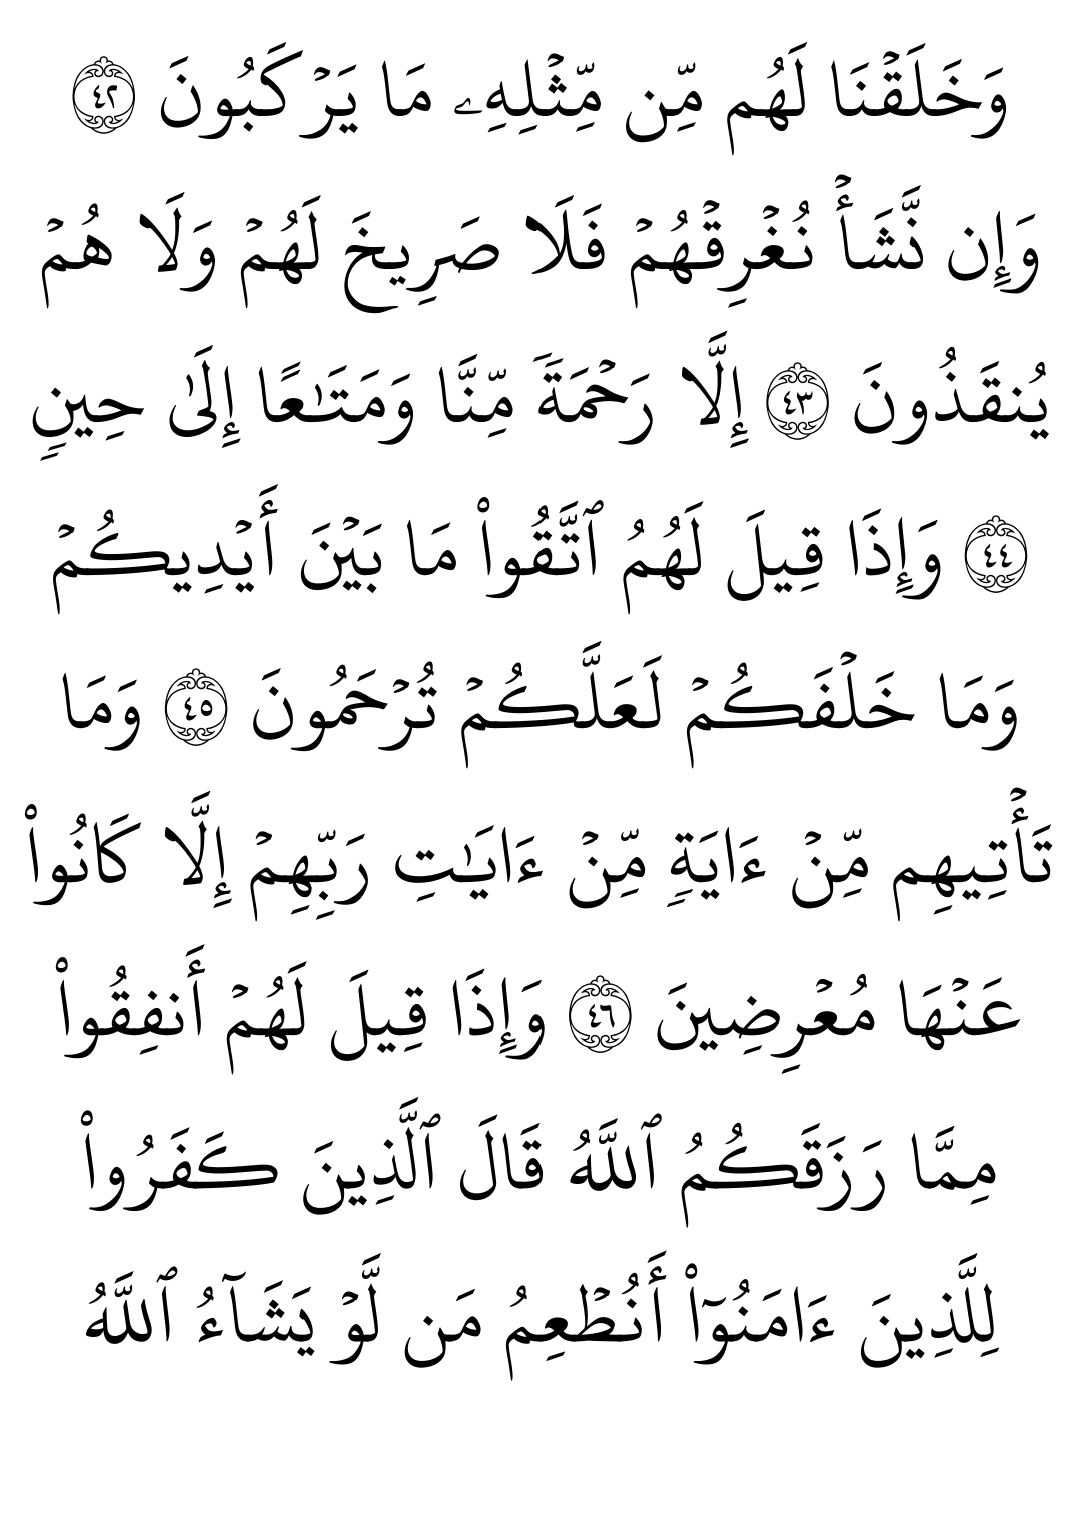 وَخَلَقۡنَا لَهُم مِّن مِّثۡلِهِۦ مَا يَرۡكَبُونَ ٤٢
وَإِن نَّشَأۡ نُغۡرِقۡهُمۡ فَلَا صَرِيخَ لَهُمۡ وَلَا هُمۡ
يُنقَذُونَ ٤٣ إِلَّا رَحۡمَةٗ مِّنَّا وَمَتَٰعًا إِلَىٰ حِينٖ
٤٤ وَإِذَا قِيلَ لَهُمُ ٱتَّقُواْ مَا بَيۡنَ أَيۡدِيكُمۡ
وَمَا خَلۡفَكُمۡ لَعَلَّكُمۡ تُرۡحَمُونَ ٤٥ وَمَا
تَأۡتِيهِم مِّنۡ ءَايَةٖ مِّنۡ ءَايَٰتِ رَبِّهِمۡ إِلَّا كَانُواْ
عَنۡهَا مُعۡرِضِينَ ٤٦ وَإِذَا قِيلَ لَهُمۡ أَنفِقُواْ
مِمَّا رَزَقَكُمُ ٱللَّهُ قَالَ ٱلَّذِينَ كَفَرُواْ
لِلَّذِينَ ءَامَنُوٓاْ أَنُطۡعِمُ مَن لَّوۡ يَشَآءُ ٱللَّهُ